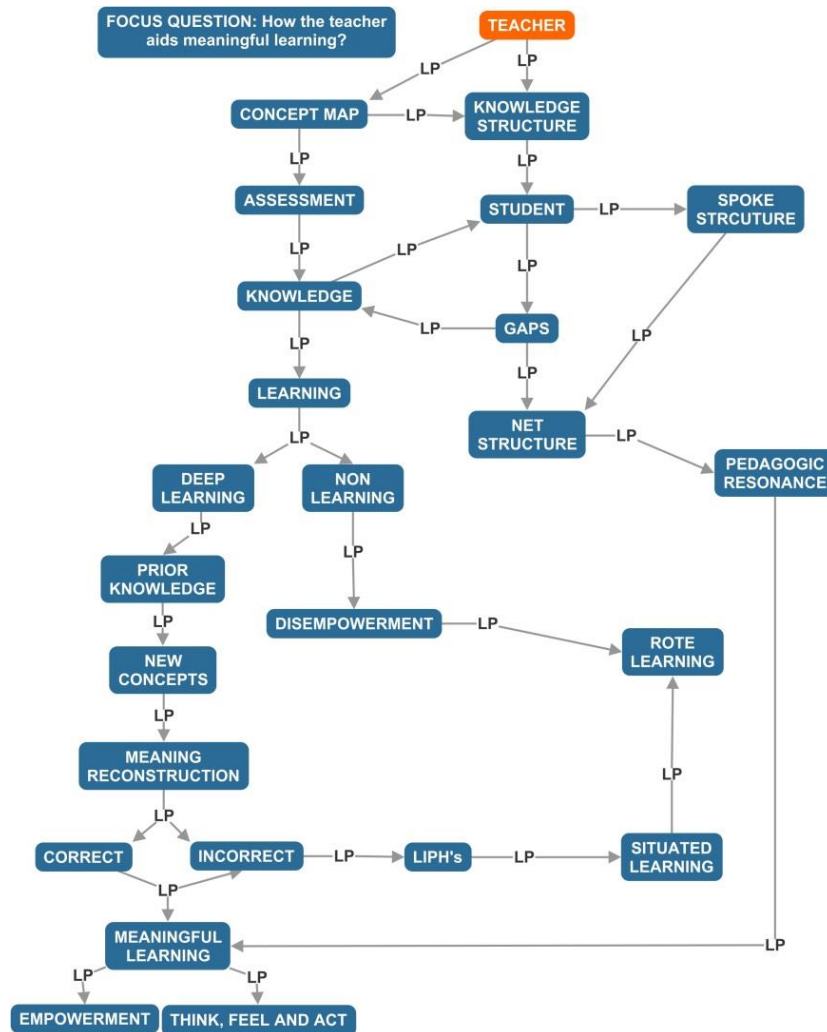 FOCUS QUESTION: How the teacher
aids meaningful learning?
TEACHER
LP
LP
CONCEPT MAP
LP
KNOWLEDGE
STRUCTURE
LP
LP
ASSESSMENT
STUDENT
LP
SPOKE
STRCUTURE
LP
LP
LP
KNOWLEDGE
LP
GAPS
LP
LP
LP
LEARNING
NET
STRUCTURE
LP
LP
PEDAGOGIC
RESONANCE
DEEP
LEARNING
NON
LEARNING
LP
LP
PRIOR
KNOWLEDGE
LP
DISEMPOWERMENT
LP
ROTE
LEARNING
NEW
CONCEPTS
LP
MEANING
RECONSTRUCTION
LP
LP
CORRECT
INCORRECT
LP
LIPH's
LP
SITUATED
LEARNING
LP
MEANINGFUL
LEARNING
LP
LP
LP
EMPOWERMENT
THINK, FEEL AND ACT